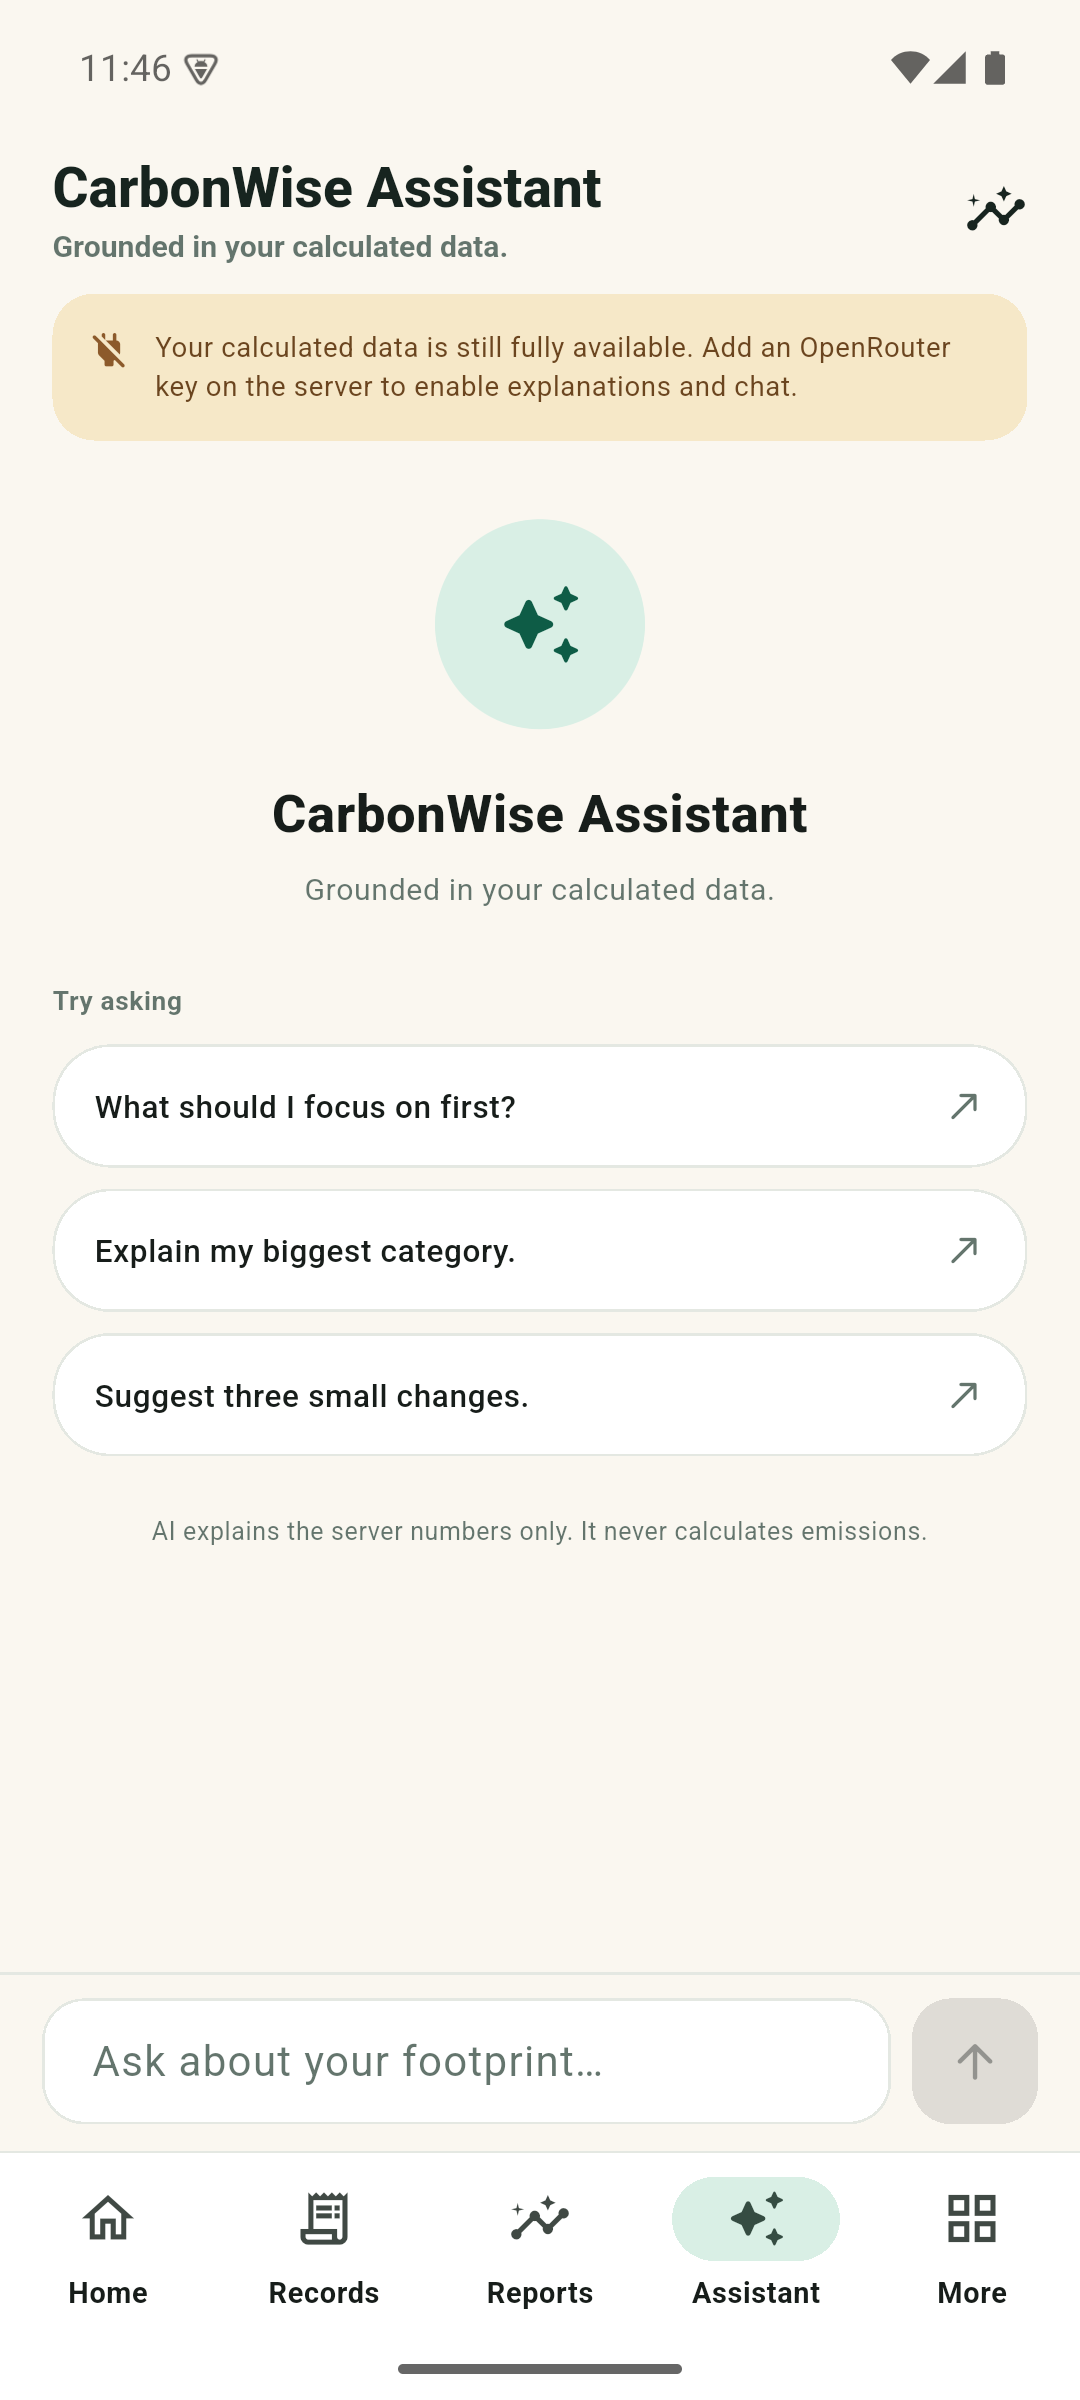 11:46
CarbonWise Assistant
Grounded in your calculated data.
Your calculated data is still fully available. Add an OpenRouter
key on the server to enable explanations and chat.
CarbonWise Assistant
Grounded in your calculated data.
Try asking
What should I focus on first?
Explain my biggest category.
Suggest three small changes.
AI explains the server numbers only. It never calculates emissions.
Ask about your footprint…
Home
Records
Reports
Assistant
More